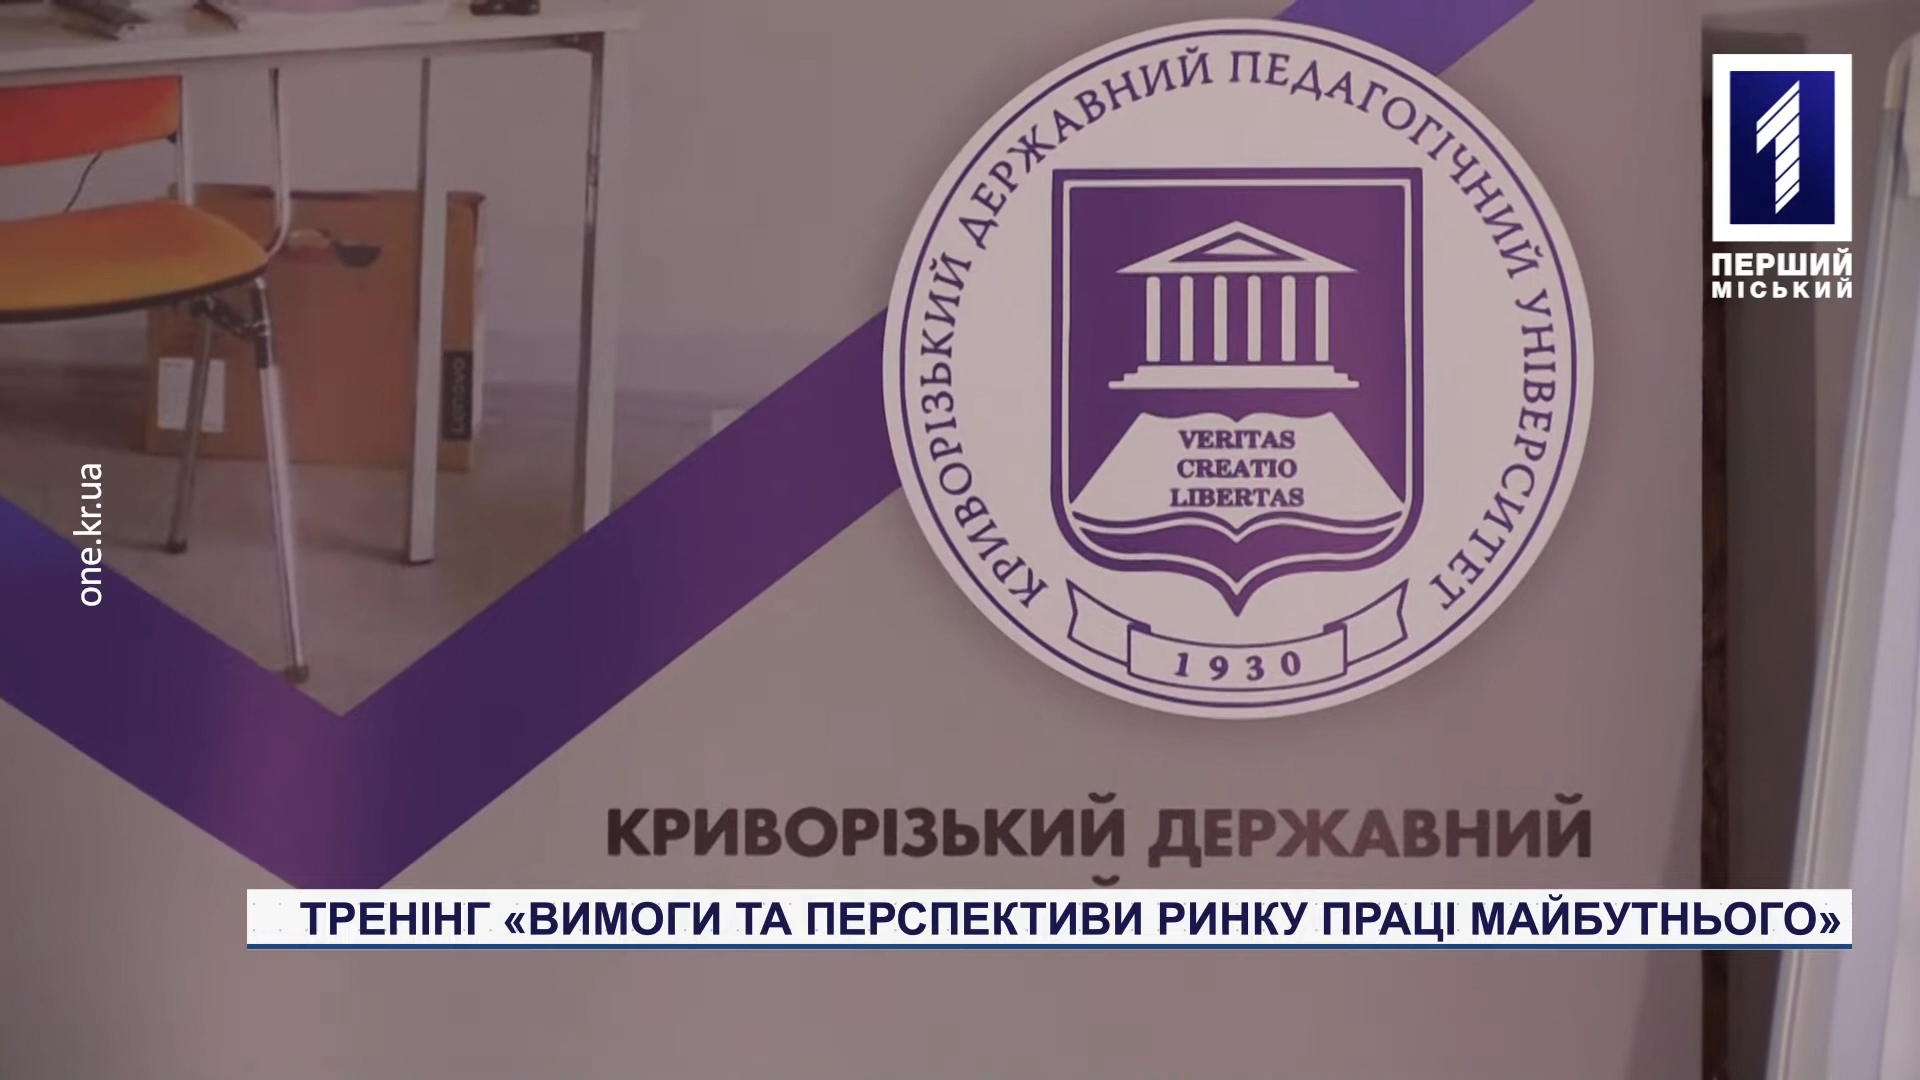 КРИВОРІЗЬКИЙ ДЕРЖАВНИЙ ПЕДАГОГІЧНИЙ УНІВЕРСИТЕТ
VERITAS
CREATIO
LIBERTAS
1930
ПЕРШИЙ
МІСЬКИЙ
Lenovo
one.kr.ua
КРИВОРІЗЬКИЙ ДЕРЖАВНИЙ
ТРЕНІНГ «ВИМОГИ ТА ПЕРСПЕКТИВИ РИНКУ ПРАЦІ МАЙБУТНЬОГО»